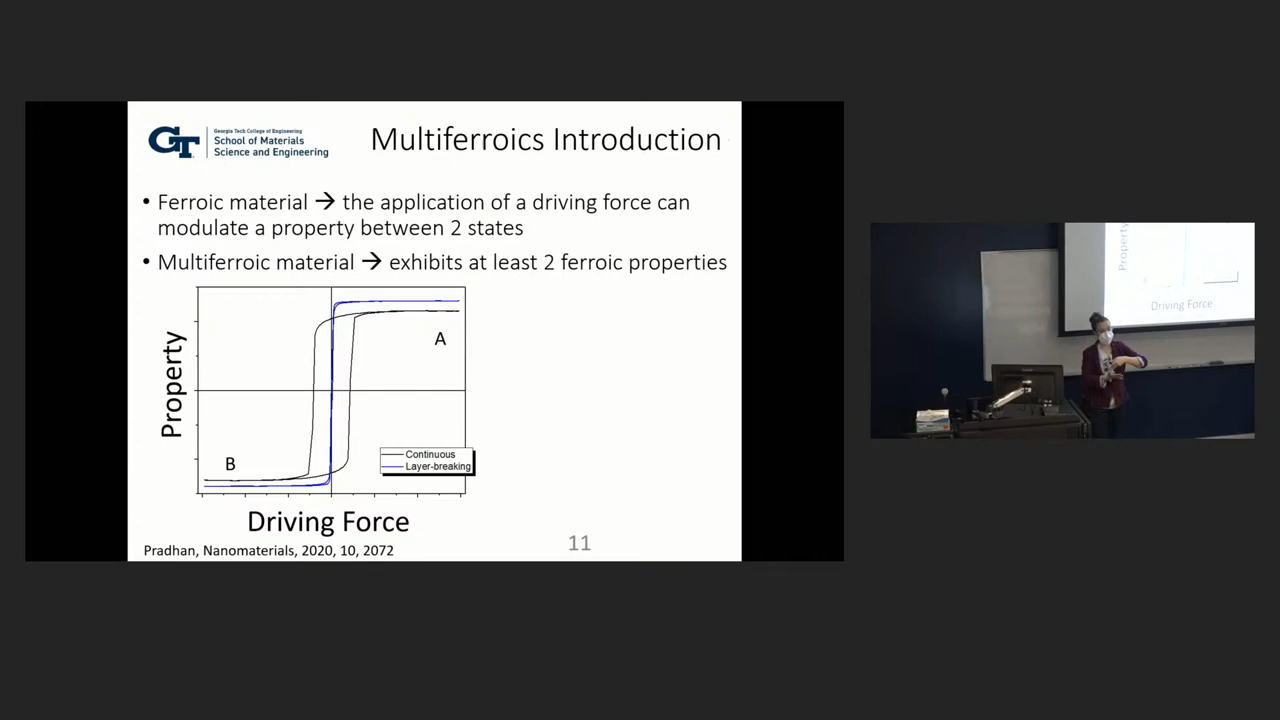 Georgia Tech College of Engineering
School of Materials
Science and Engineering
GT
Multiferroics Introduction
• Ferroic material → the application of a driving force can
modulate a property between 2 states
• Multiferroic material → exhibits at least 2 ferroic properties
Property
A
B
Continuous
Layer-breaking
Driving Force
Pradhan, Nanomaterials, 2020, 10, 2072
11
Property
Driving Force